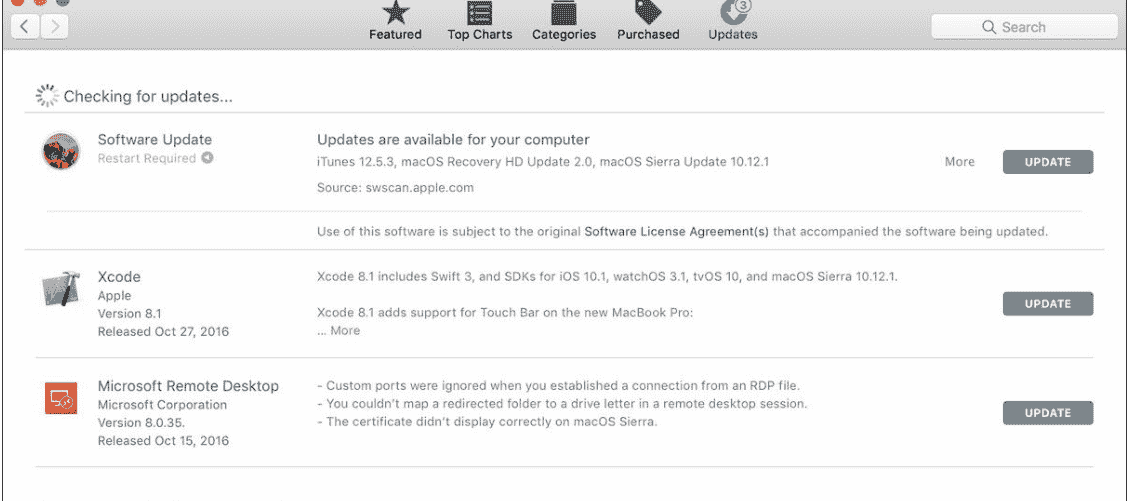 3
Featured
Top Charts
Categories
Purchased
Updates
Search
Checking for updates...
Software Update
Restart Required
Updates are available for your computer
iTunes 12.5.3, macOS Recovery HD Update 2.0, macOS Sierra Update 10.12.1
More
UPDATE
Source: swscan.apple.com
Use of this software is subject to the original Software License Agreement(s) that accompanied the software being updated.
Xcode
Apple
Version 8.1
Released Oct 27, 2016
Xcode 8.1 includes Swift 3, and SDKs for iOS 10.1, watchOS 3.1, tvOS 10, and macOS Sierra 10.12.1.
Xcode 8.1 adds support for Touch Bar on the new MacBook Pro:
... More
UPDATE
Microsoft Remote Desktop
Microsoft Corporation
Version 8.0.35.
Released Oct 15, 2016
- Custom ports were ignored when you established a connection from an RDP file.
- You couldn't map a redirected folder to a drive letter in a remote desktop session.
- The certificate didn't display correctly on macOS Sierra.
UPDATE